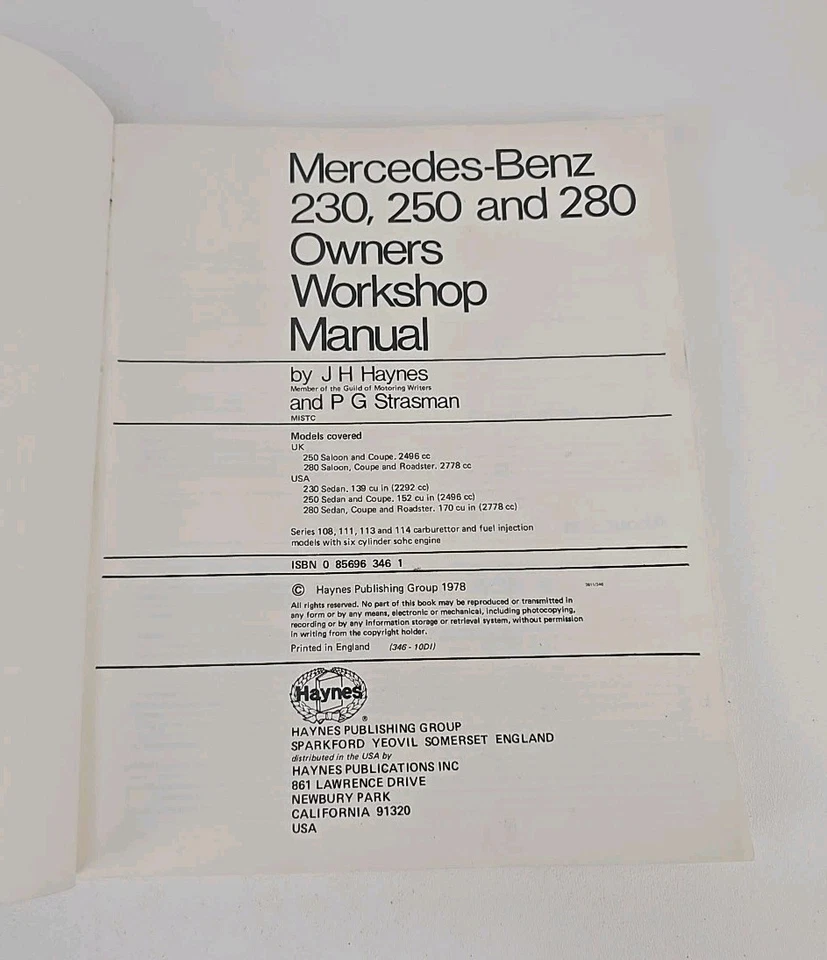 Mercedes-Benz
230, 250 and 280
Owners
Workshop
Manual
by J H Haynes
Member of the Guild of Motoring Writers
and P G Strasman
MISTC
Models covered
UK
250 Saloon and Coupe. 2496 cc
280 Saloon, Coupe and Roadster. 2778 cc
USA
230 Sedan. 139 cu in (2292 cc)
250 Sedan and Coupe. 152 cu in (2496 cc)
280 Sedan, Coupe and Roadster. 170 cu in (2778 cc)
Series 108, 111, 113 and 114 carburettor and fuel injection
models with six cylinder sohc engine
ISBN 0 85696 346 1
© Haynes Publishing Group 1978
All rights reserved. No part of this book may be reproduced or transmitted in
any form or by any means, electronic or mechanical, including photocopying,
recording or by any information storage or retrieval system, without permission
in writing from the copyright holder.
Printed in England (346 - 10DI)
Haynes
®
HAYNES PUBLISHING GROUP
SPARKFORD YEOVIL SOMERSET ENGLAND
distributed in the USA by
HAYNES PUBLICATIONS INC
861 LAWRENCE DRIVE
NEWBURY PARK
CALIFORNIA 91320
USA